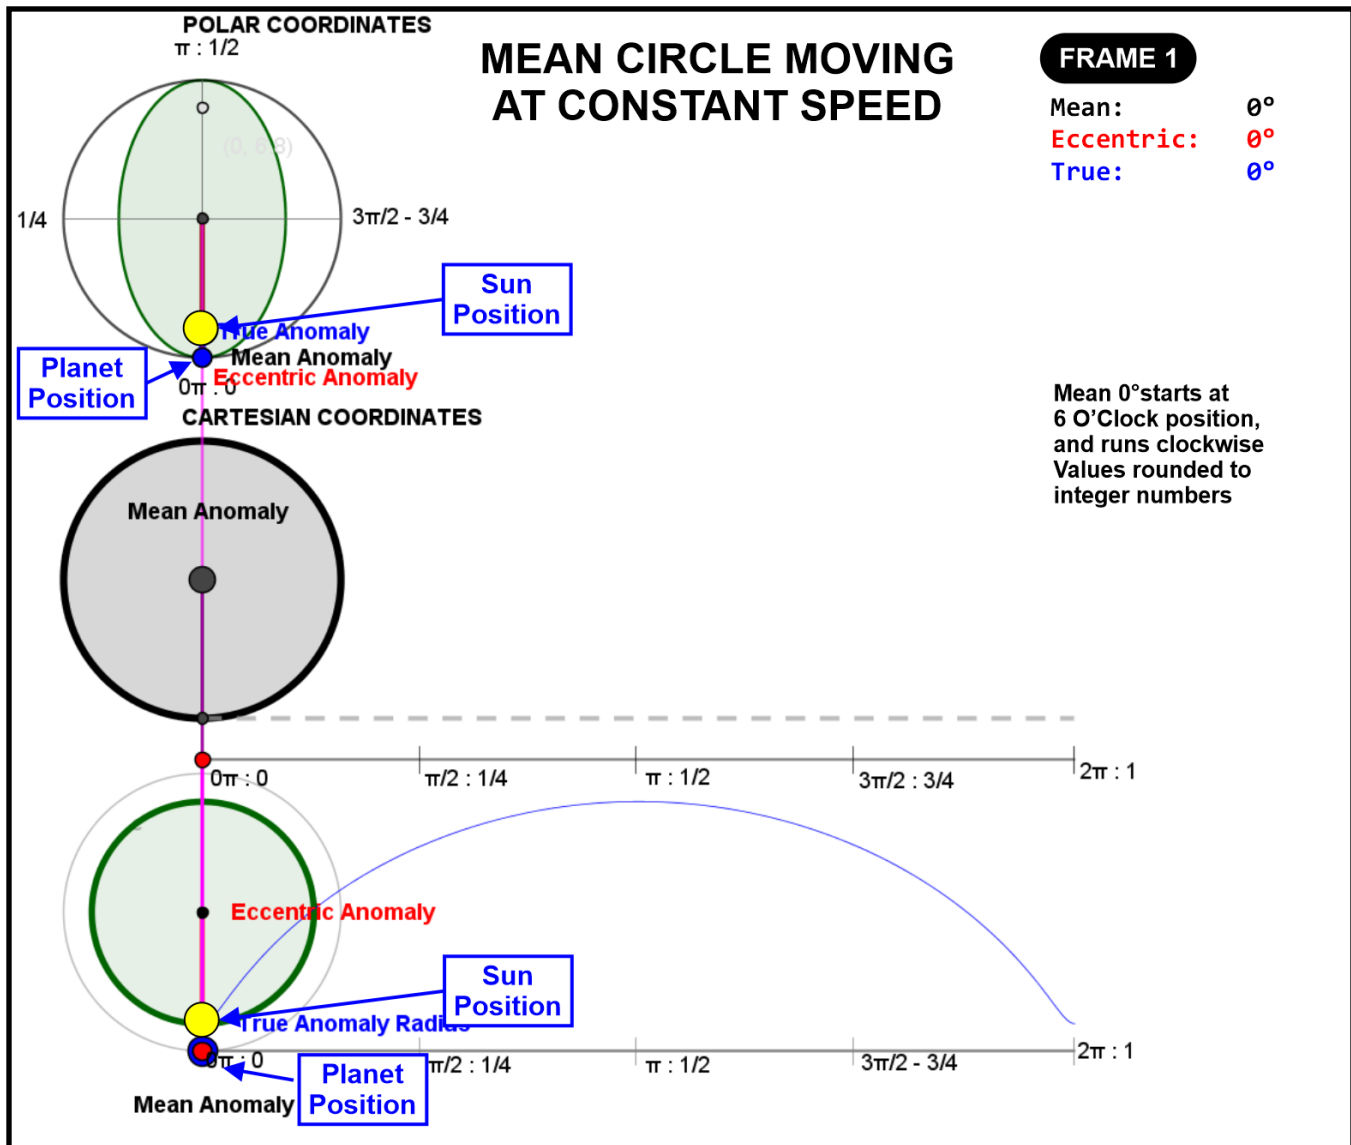 POLAR COORDINATES
π : 1/2
MEAN CIRCLE MOVING
AT CONSTANT SPEED
FRAME 1
Mean: 0°
Eccentric: 0°
True: 0°
(0, 6.8)
1/4
3π/2 - 3/4
Sun
Position
True Anomaly
Mean Anomaly
Planet
Position
Eccentric Anomaly
0π : 0
CARTESIAN COORDINATES
Mean 0°starts at
6 O'Clock position,
and runs clockwise
Values rounded to
integer numbers
Mean Anomaly
0π : 0
π/2 : 1/4
π : 1/2
3π/2 : 3/4
2π : 1
Eccentric Anomaly
Sun
Position
True Anomaly Radius
0π : 0
π/2 : 1/4
π : 1/2
3π/2 - 3/4
2π : 1
Planet
Position
Mean Anomaly